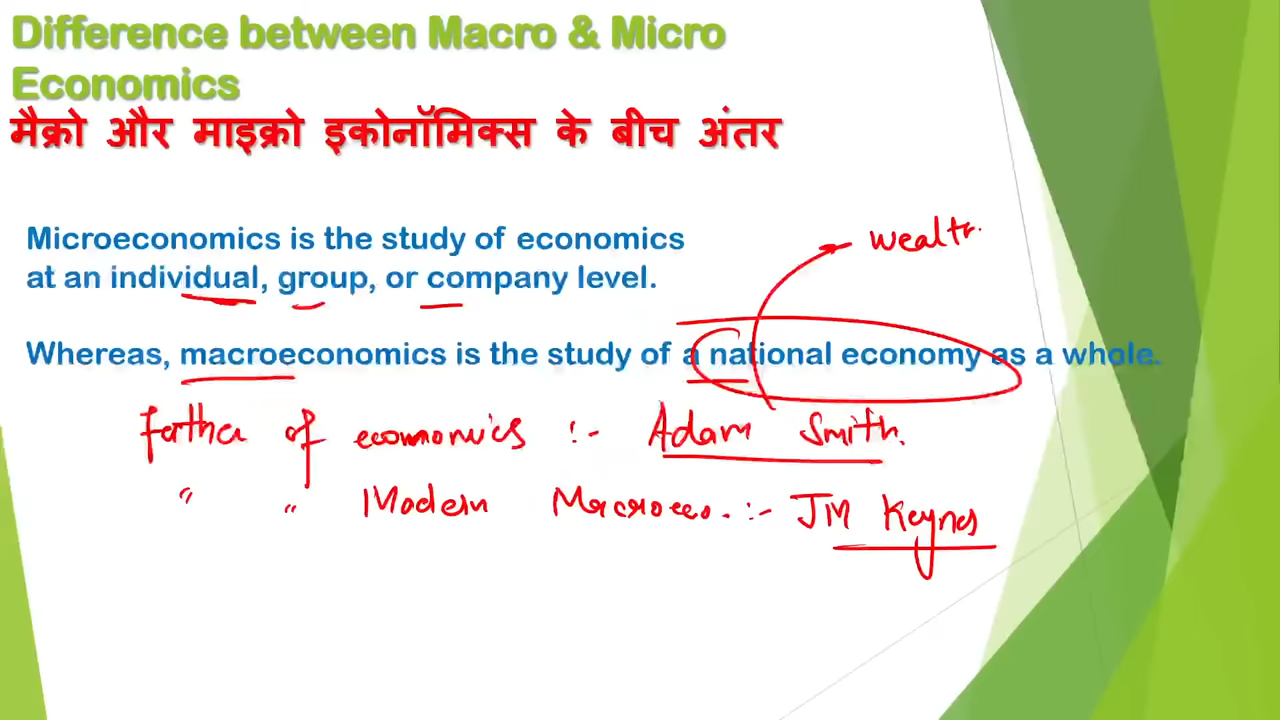 Difference between Macro & Micro
Economics
मैक्रो और माइक्रो इकोनॉमिक्स के बीच अंतर
Microeconomics is the study of economics
at an individual, group, or company level.
wealth.
Whereas, macroeconomics is the study of a national economy as a whole.
Father of economics :- Adam Smith.
" " Modern Macroeco. :- JM Keynes